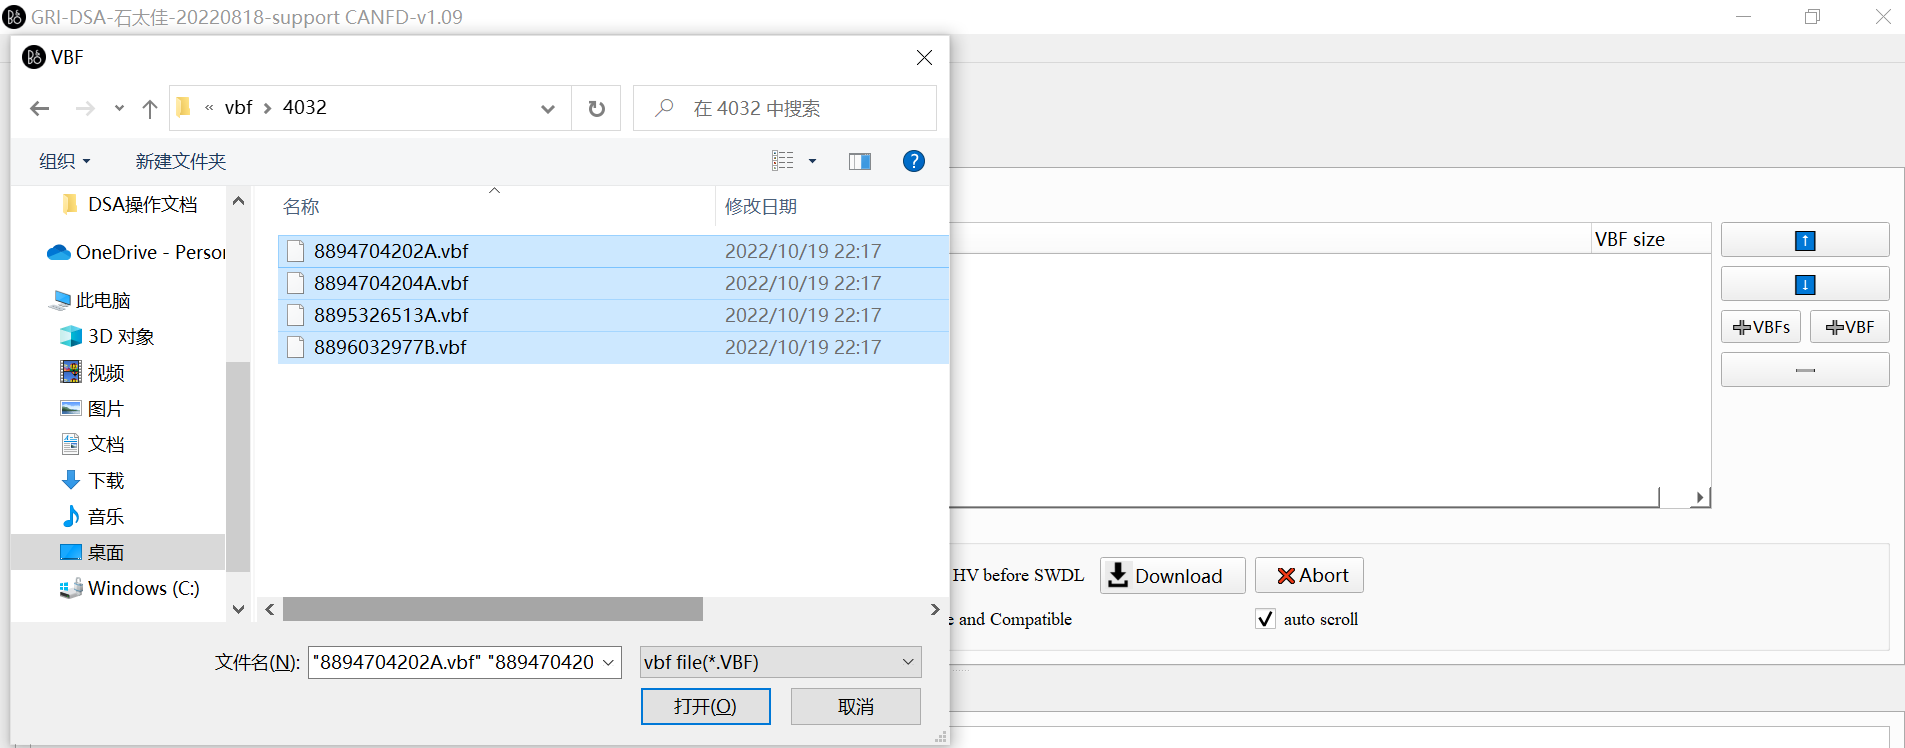 GRI-DSA-石太佳-20220818-support CANFD-v1.09
VBF
« vbf > 4032
在 4032 中搜索
组织
新建文件夹
DSA操作文档
OneDrive - Person
此电脑
3D 对象
视频
图片
文档
下载
音乐
桌面
Windows (C:)
名称
修改日期
8894704202A.vbf 2022/10/19 22:17
8894704204A.vbf 2022/10/19 22:17
8895326513A.vbf 2022/10/19 22:17
8896032977B.vbf 2022/10/19 22:17
文件名(N):
"8894704202A.vbf" "889470420
vbf file(*.VBF)
打开(O)
取消
VBF size
VBFs
VBF
HV before SWDL
Download
Abort
e and Compatible
auto scroll